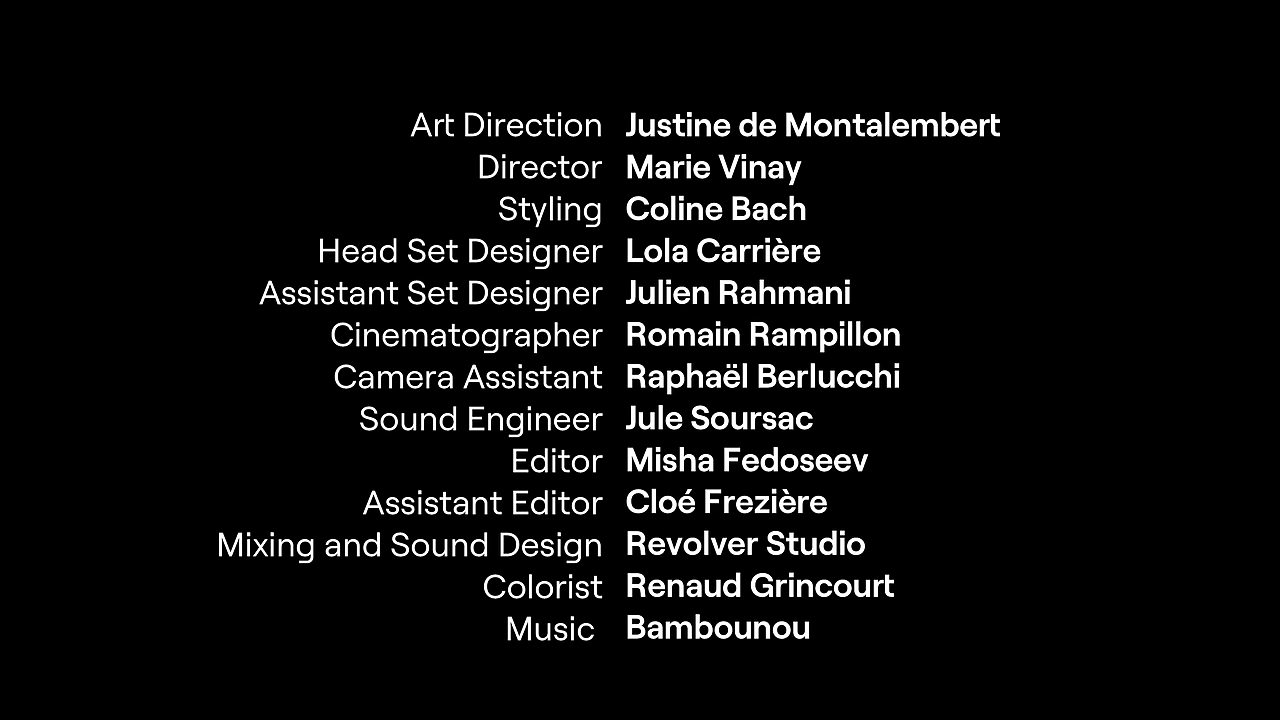 Art Direction Justine de Montalembert
Director Marie Vinay
Styling Coline Bach
Head Set Designer Lola Carrière
Assistant Set Designer Julien Rahmani
Cinematographer Romain Rampillon
Camera Assistant Raphaël Berlucchi
Sound Engineer Jule Soursac
Editor Misha Fedoseev
Assistant Editor Cloé Frezière
Mixing and Sound Design Revolver Studio
Colorist Renaud Grincourt
Music Bambounou